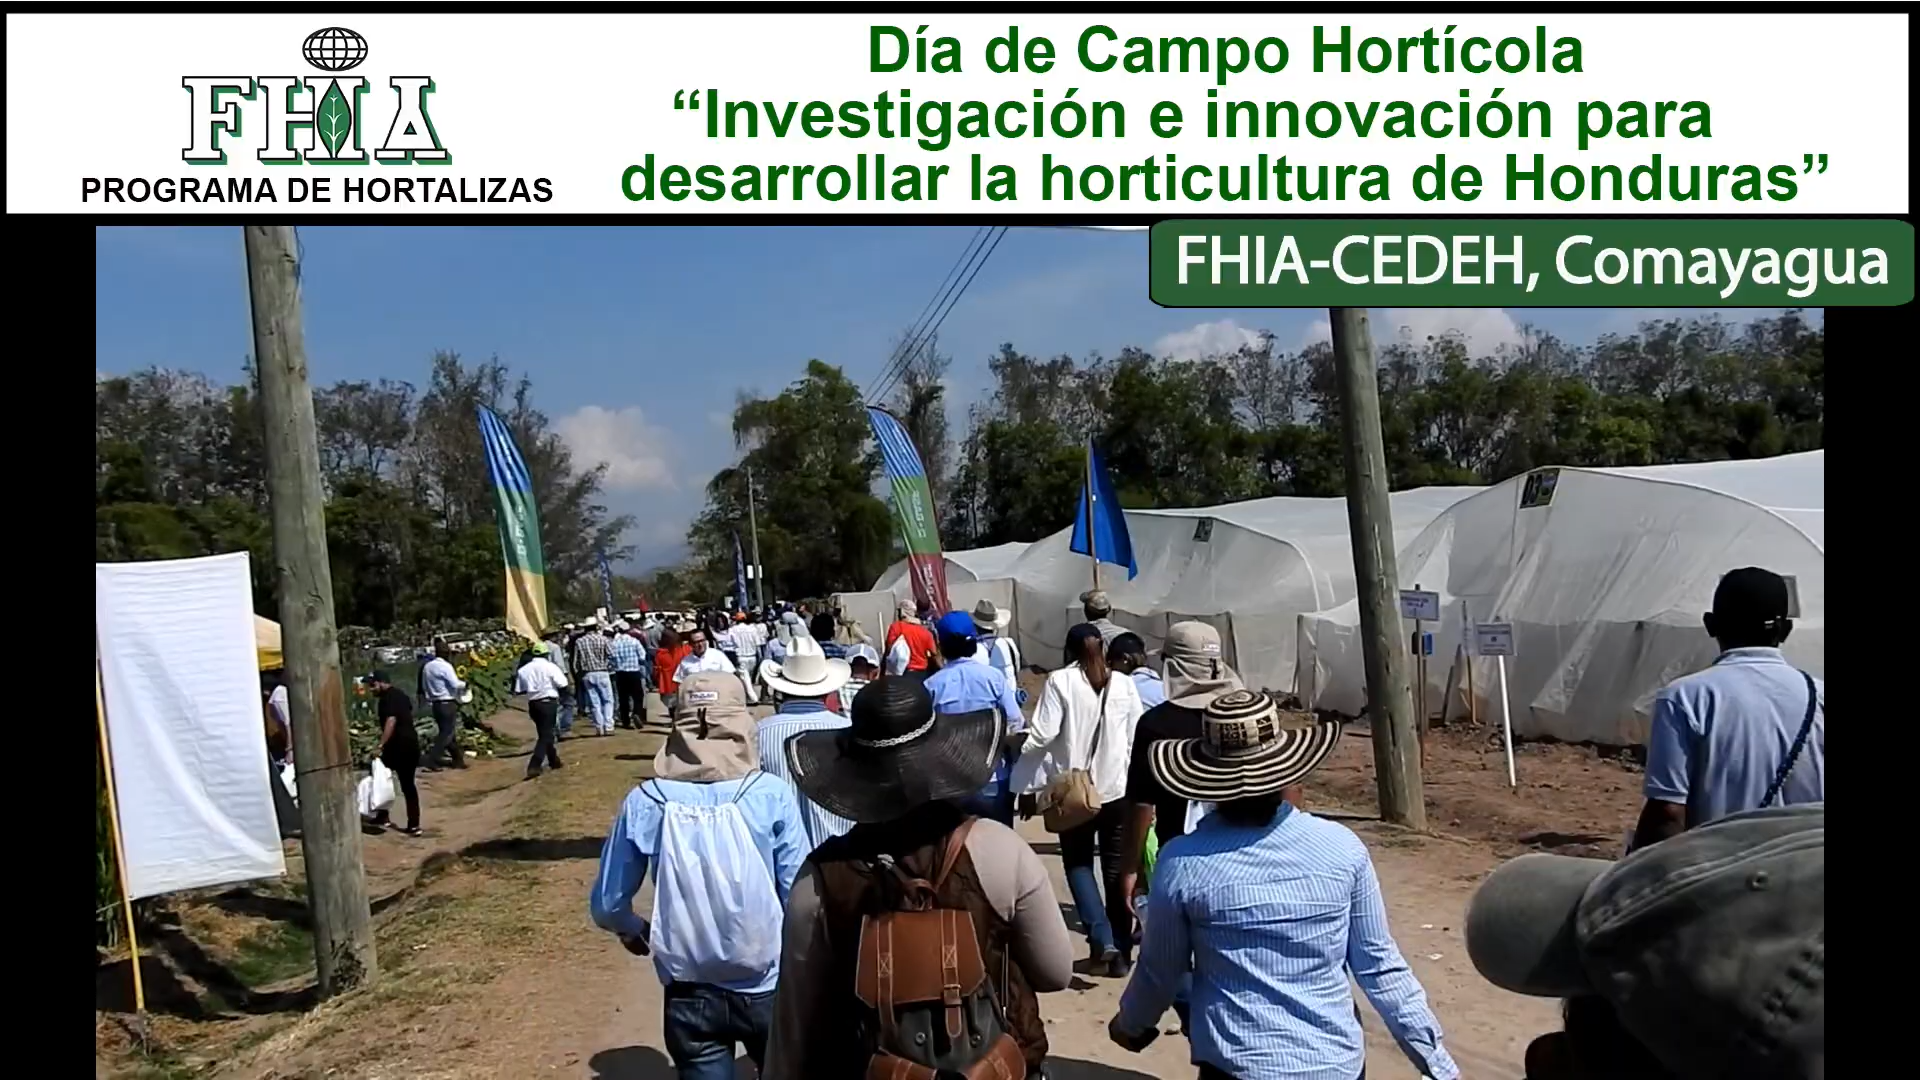 FHIA
PROGRAMA DE HORTALIZAS
Día de Campo Hortícola
“Investigación e innovación para
desarrollar la horticultura de Honduras”
FHIA-CEDEH, Comayagua
03